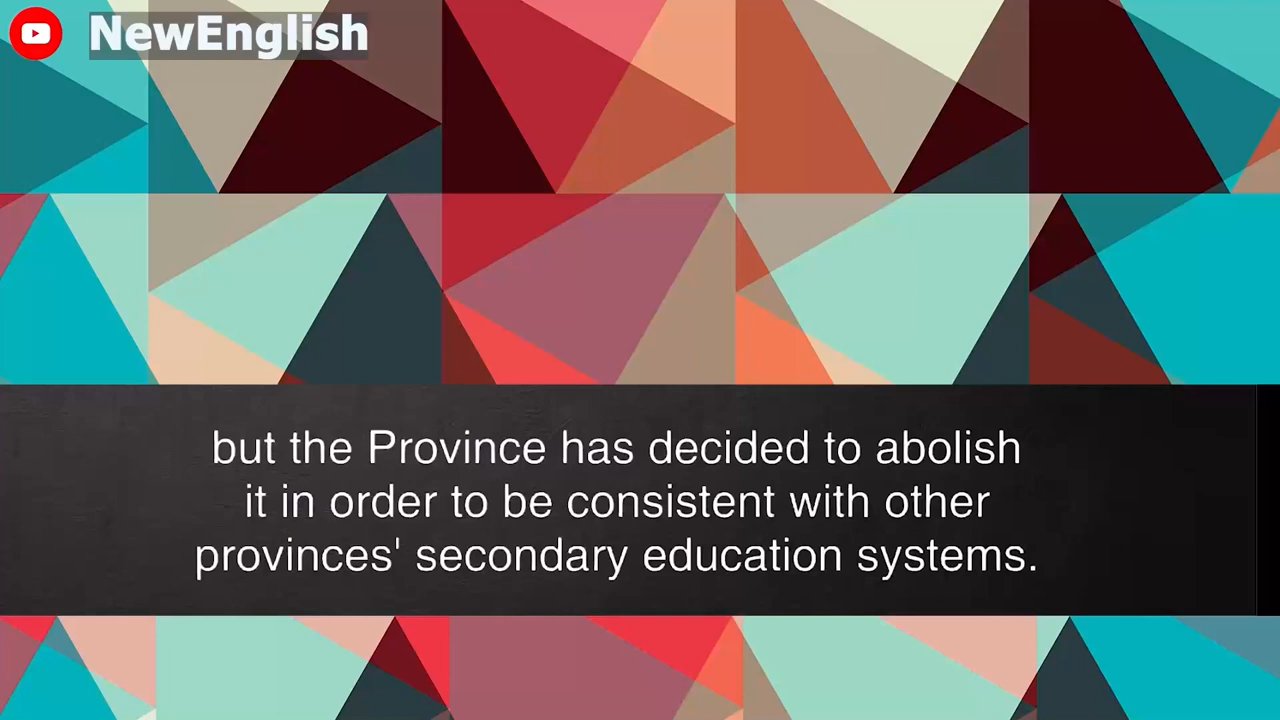 NewEnglish
but the Province has decided to abolish
it in order to be consistent with other
provinces' secondary education systems.